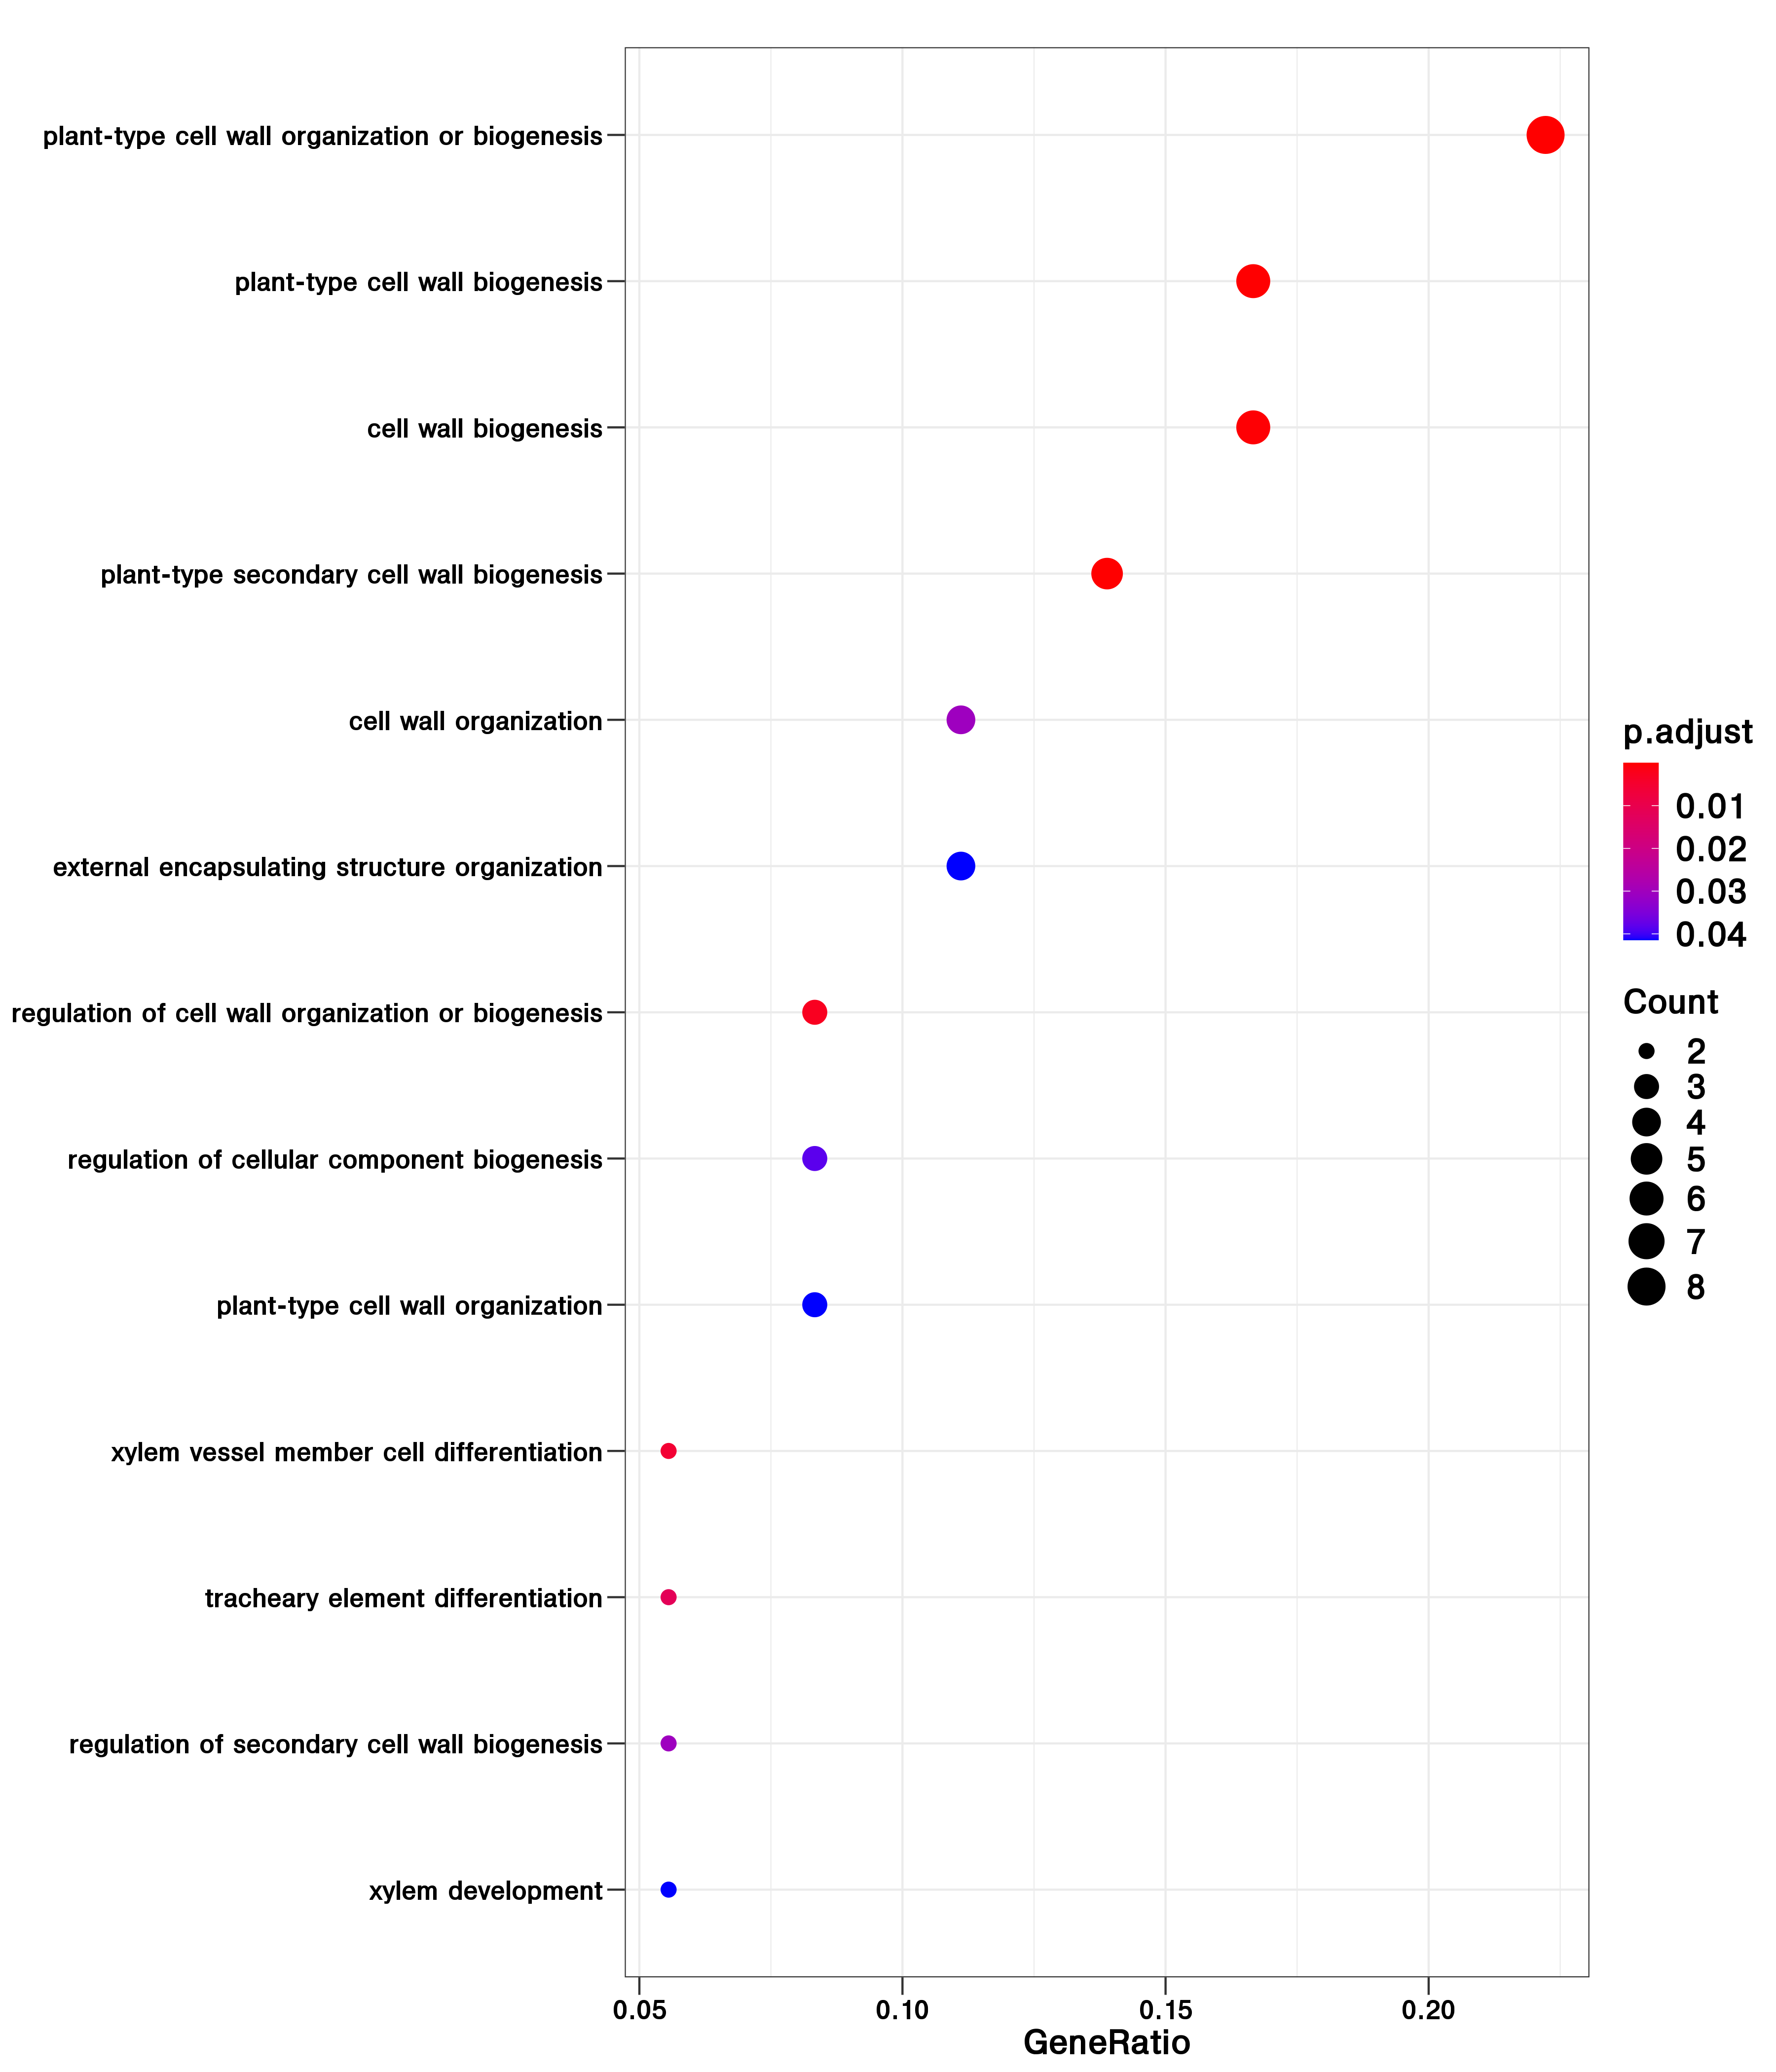 plant-type cell wall organization or biogenesis
plant-type cell wall biogenesis
cell wall biogenesis
plant-type secondary cell wall biogenesis
cell wall organization
external encapsulating structure organization
regulation of cell wall organization or biogenesis
regulation of cellular component biogenesis
plant-type cell wall organization
xylem vessel member cell differentiation
tracheary element differentiation
regulation of secondary cell wall biogenesis
xylem development
0.05 0.10 0.15 0.20
GeneRatio
p.adjust
0.01
0.02
0.03
0.04
Count
2
3
4
5
6
7
8